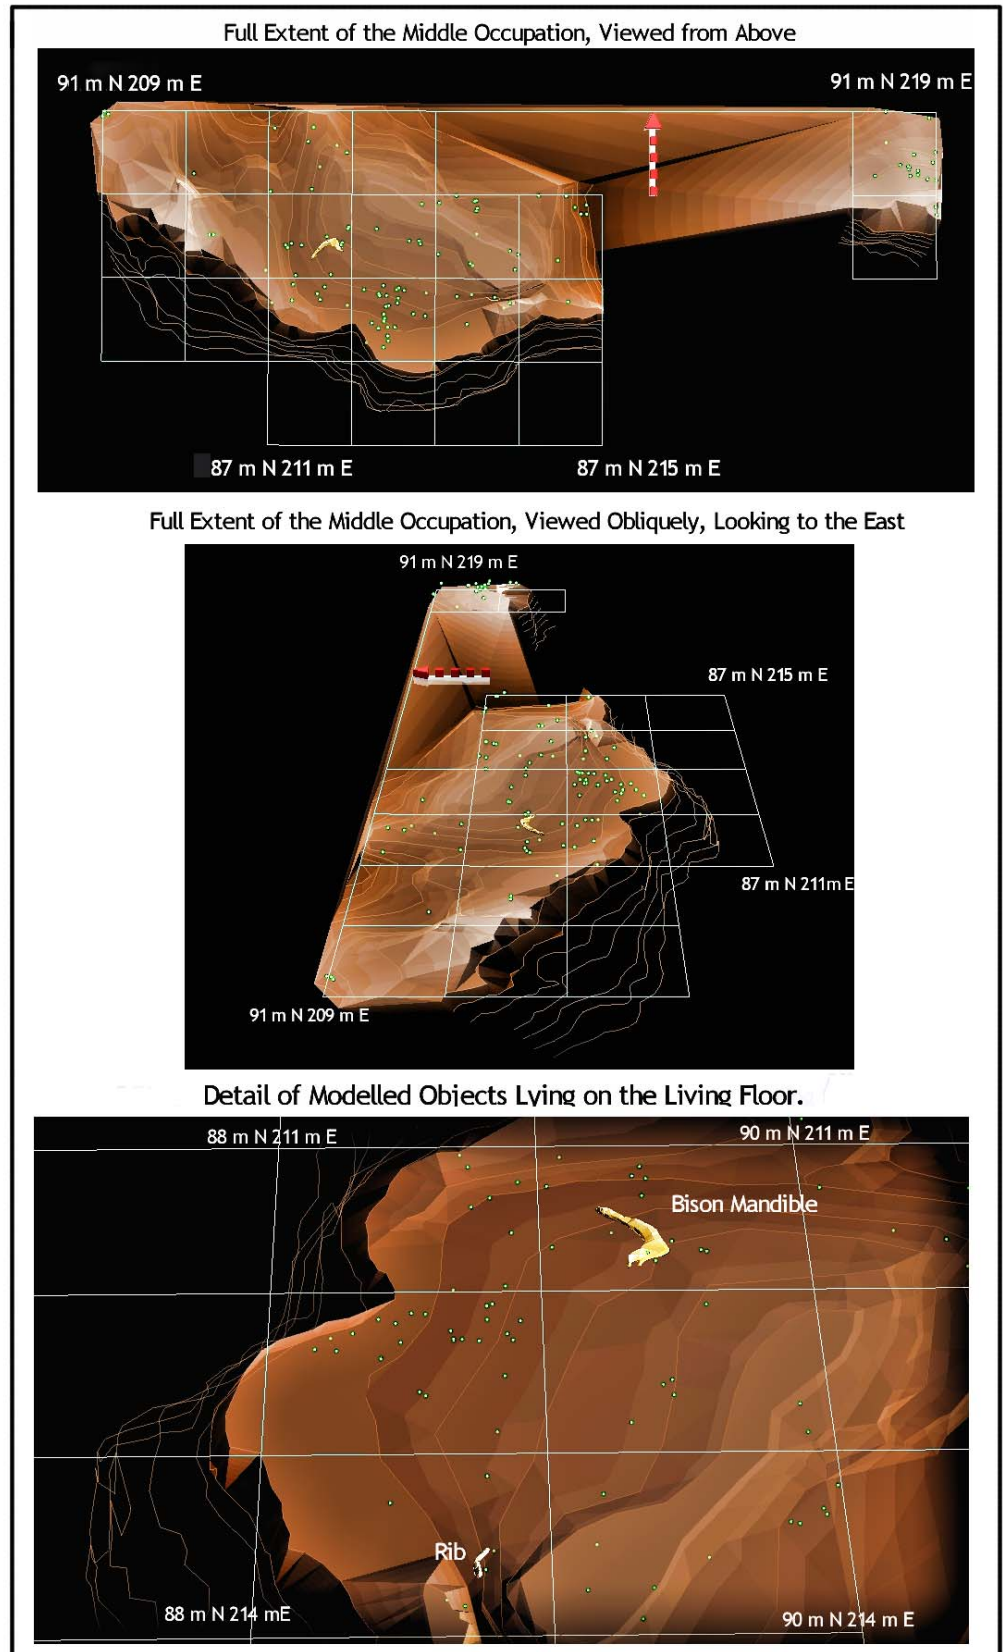 Full Extent of the Middle Occupation, Viewed from Above
91 m N 209 m E
91 m N 219 m E
87 m N 211 m E
87 m N 215 m E
Full Extent of the Middle Occupation, Viewed Obliquely, Looking to the East
91 m N 219 m E
87 m N 215 m E
87 m N 211m E
91 m N 209 m E
Detail of Modelled Objects Lying on the Living Floor.
88 m N 211 m E
90 m N 211 m E
Bison Mandible
Rib
88 m N 214 mE
90 m N 214 m E